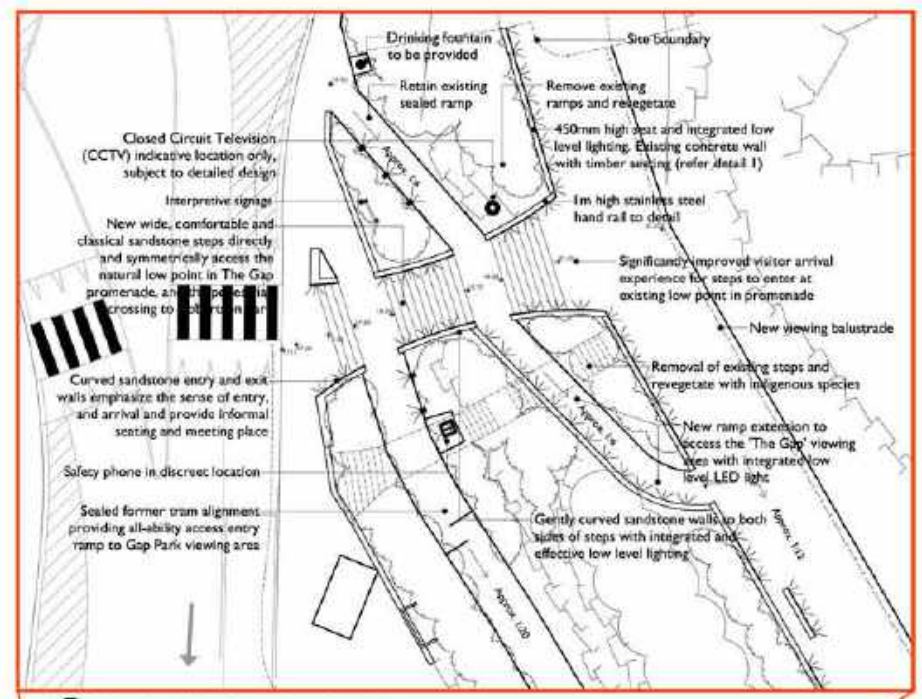 Drinking fountain
to be provided
Site boundary
Retain existing
sealed ramp
Remove existing
ramps and revegetate
Closed Circuit Television
(CCTV) indicative location only,
subject to detailed design
450mm high seat and integrated low
level lighting. Existing concrete wall
with timber seating (refer detail 1)
Interpretive signage
1m high stainless steel
hand rail to detail
New wide, comfortable and
classical sandstone steps directly
and symmetrically access the
natural low point in The Gap
promenade, and the
crossing to
Significantly improved visitor arrival
experience for steps to enter at
existing low point in promenade
New viewing balustrade
Curved sandstone entry and exit
walls emphasize the sense of entry,
and arrival and provide informal
seating and meeting place
Removal of existing steps and
revegetate with indigenous species
New ramp extension to
access the 'The Gap' viewing
area with integrated low
level LED light
Safety phone in discreet location
Sealed former tram alignment
providing all-ability access entry
ramp to Gap Park viewing area
Gently curved sandstone walls to both
sides of steps with integrated and
effective low level lighting
Approx.
Approx.
Approx. 1:12
Approx. 1:20